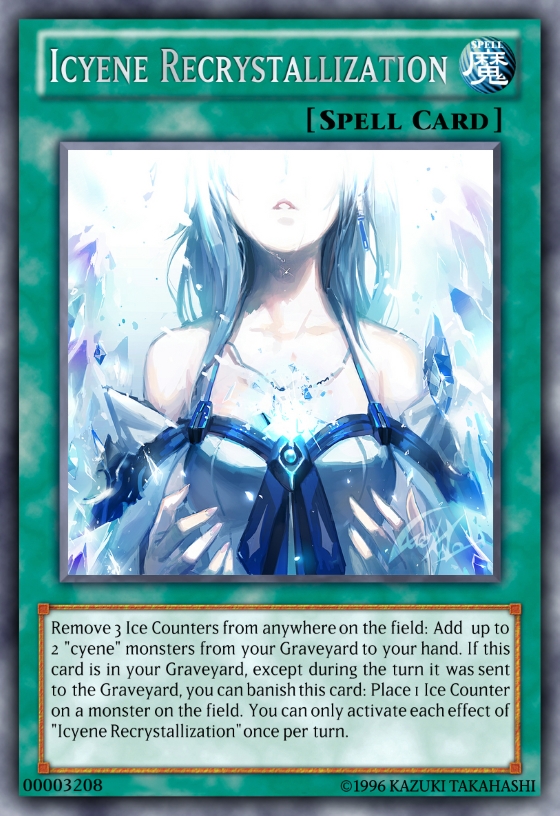 Icyene Recrystallization
SPELL
魔
[Spell Card]
Remove 3 Ice Counters from anywhere on the field: Add up to
2 "cyene" monsters from your Graveyard to your hand. If this
card is in your Graveyard, except during the turn it was sent
to the Graveyard, you can banish this card: Place 1 Ice Counter
on a monster on the field. You can only activate each effect of
"Icyene Recrystallization" once per turn.
00003208
©1996 KAZUKI TAKAHASHI